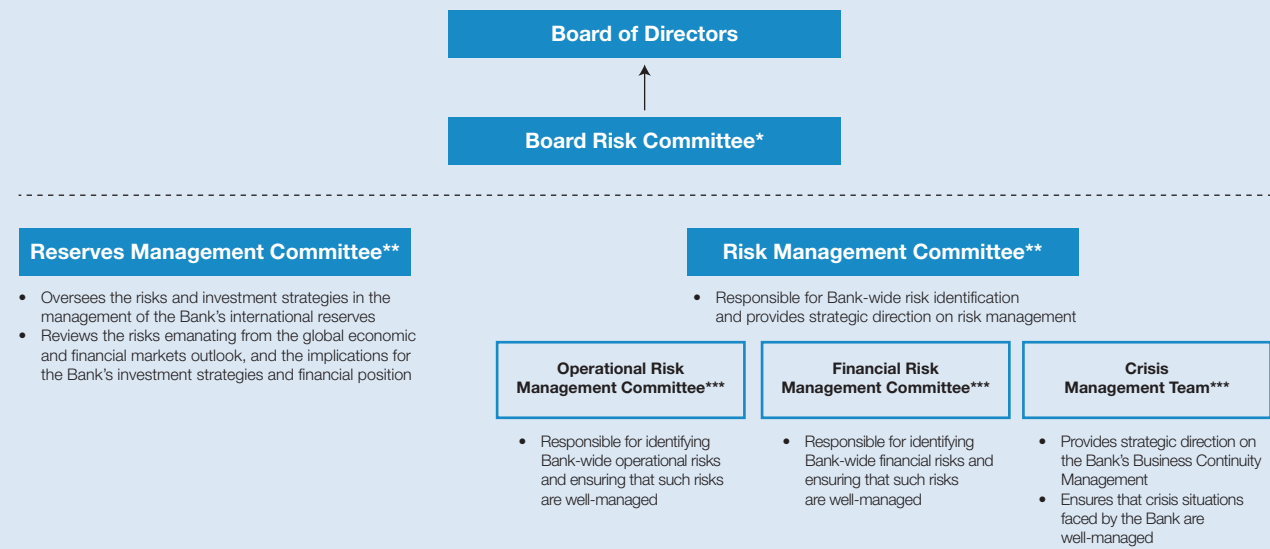 Board of Directors
Board Risk Committee*
Reserves Management Committee**
• Oversees the risks and investment strategies in the
management of the Bank's international reserves
• Reviews the risks emanating from the global economic
and financial markets outlook, and the implications for
the Bank's investment strategies and financial position
Risk Management Committee**
• Responsible for Bank-wide risk identification
and provides strategic direction on risk management
Operational Risk
Management Committee***
• Responsible for identifying
Bank-wide operational risks
and ensuring that such risks
are well-managed
Financial Risk
Management Committee***
• Responsible for identifying
Bank-wide financial risks and
ensuring that such risks
are well-managed
Crisis
Management Team***
• Provides strategic direction on
the Bank's Business Continuity
Management
• Ensures that crisis situations
faced by the Bank are
well-managed